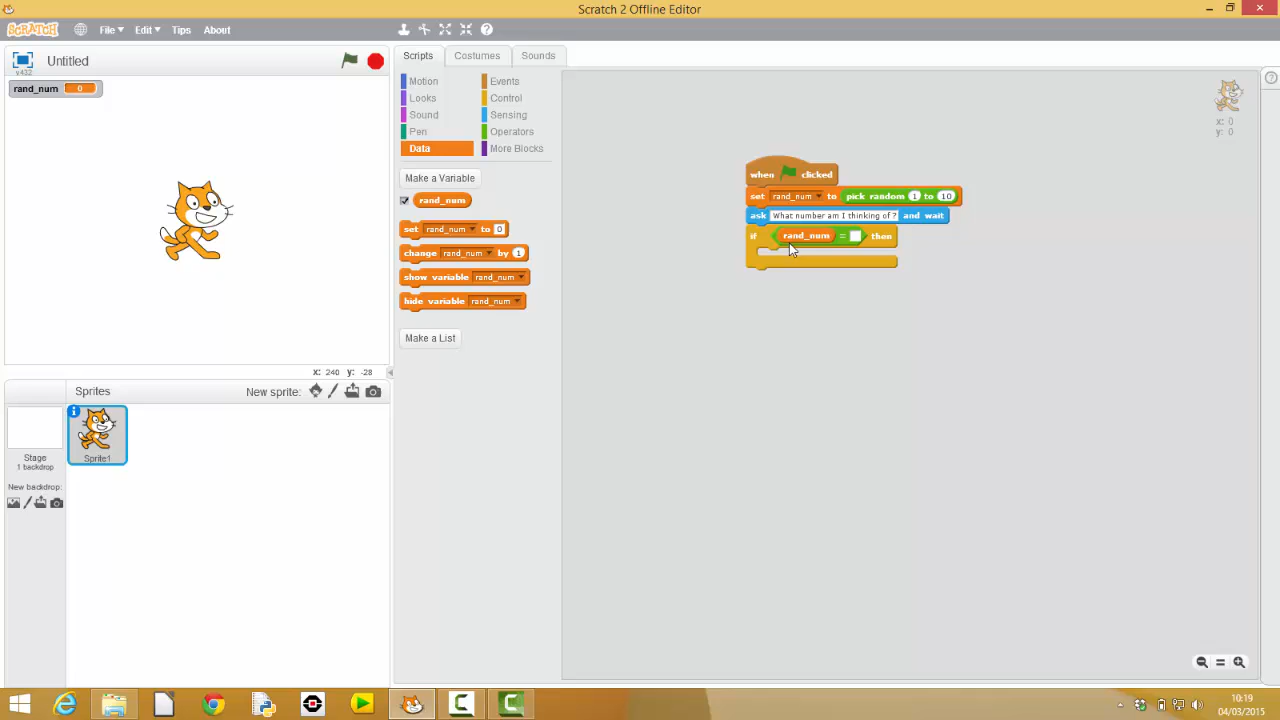 Scratch 2 Offline Editor
SCRATCH File Edit Tips About
v432 Untitled
rand_num 0
x: 240 y: -28
Sprites New sprite:
Stage
1 backdrop
New backdrop:
Sprite1
Scripts Costumes Sounds
Motion Events
Looks Control
Sound Sensing
Pen Operators
Data More Blocks
Make a Variable
rand_num
set rand_num to 0
change rand_num by 1
show variable rand_num
hide variable rand_num
Make a List
when clicked
set rand_num to pick random 1 to 10
ask What number am I thinking of ? and wait
if rand_num = then
x: 0
y: 0
10:19
04/03/2015